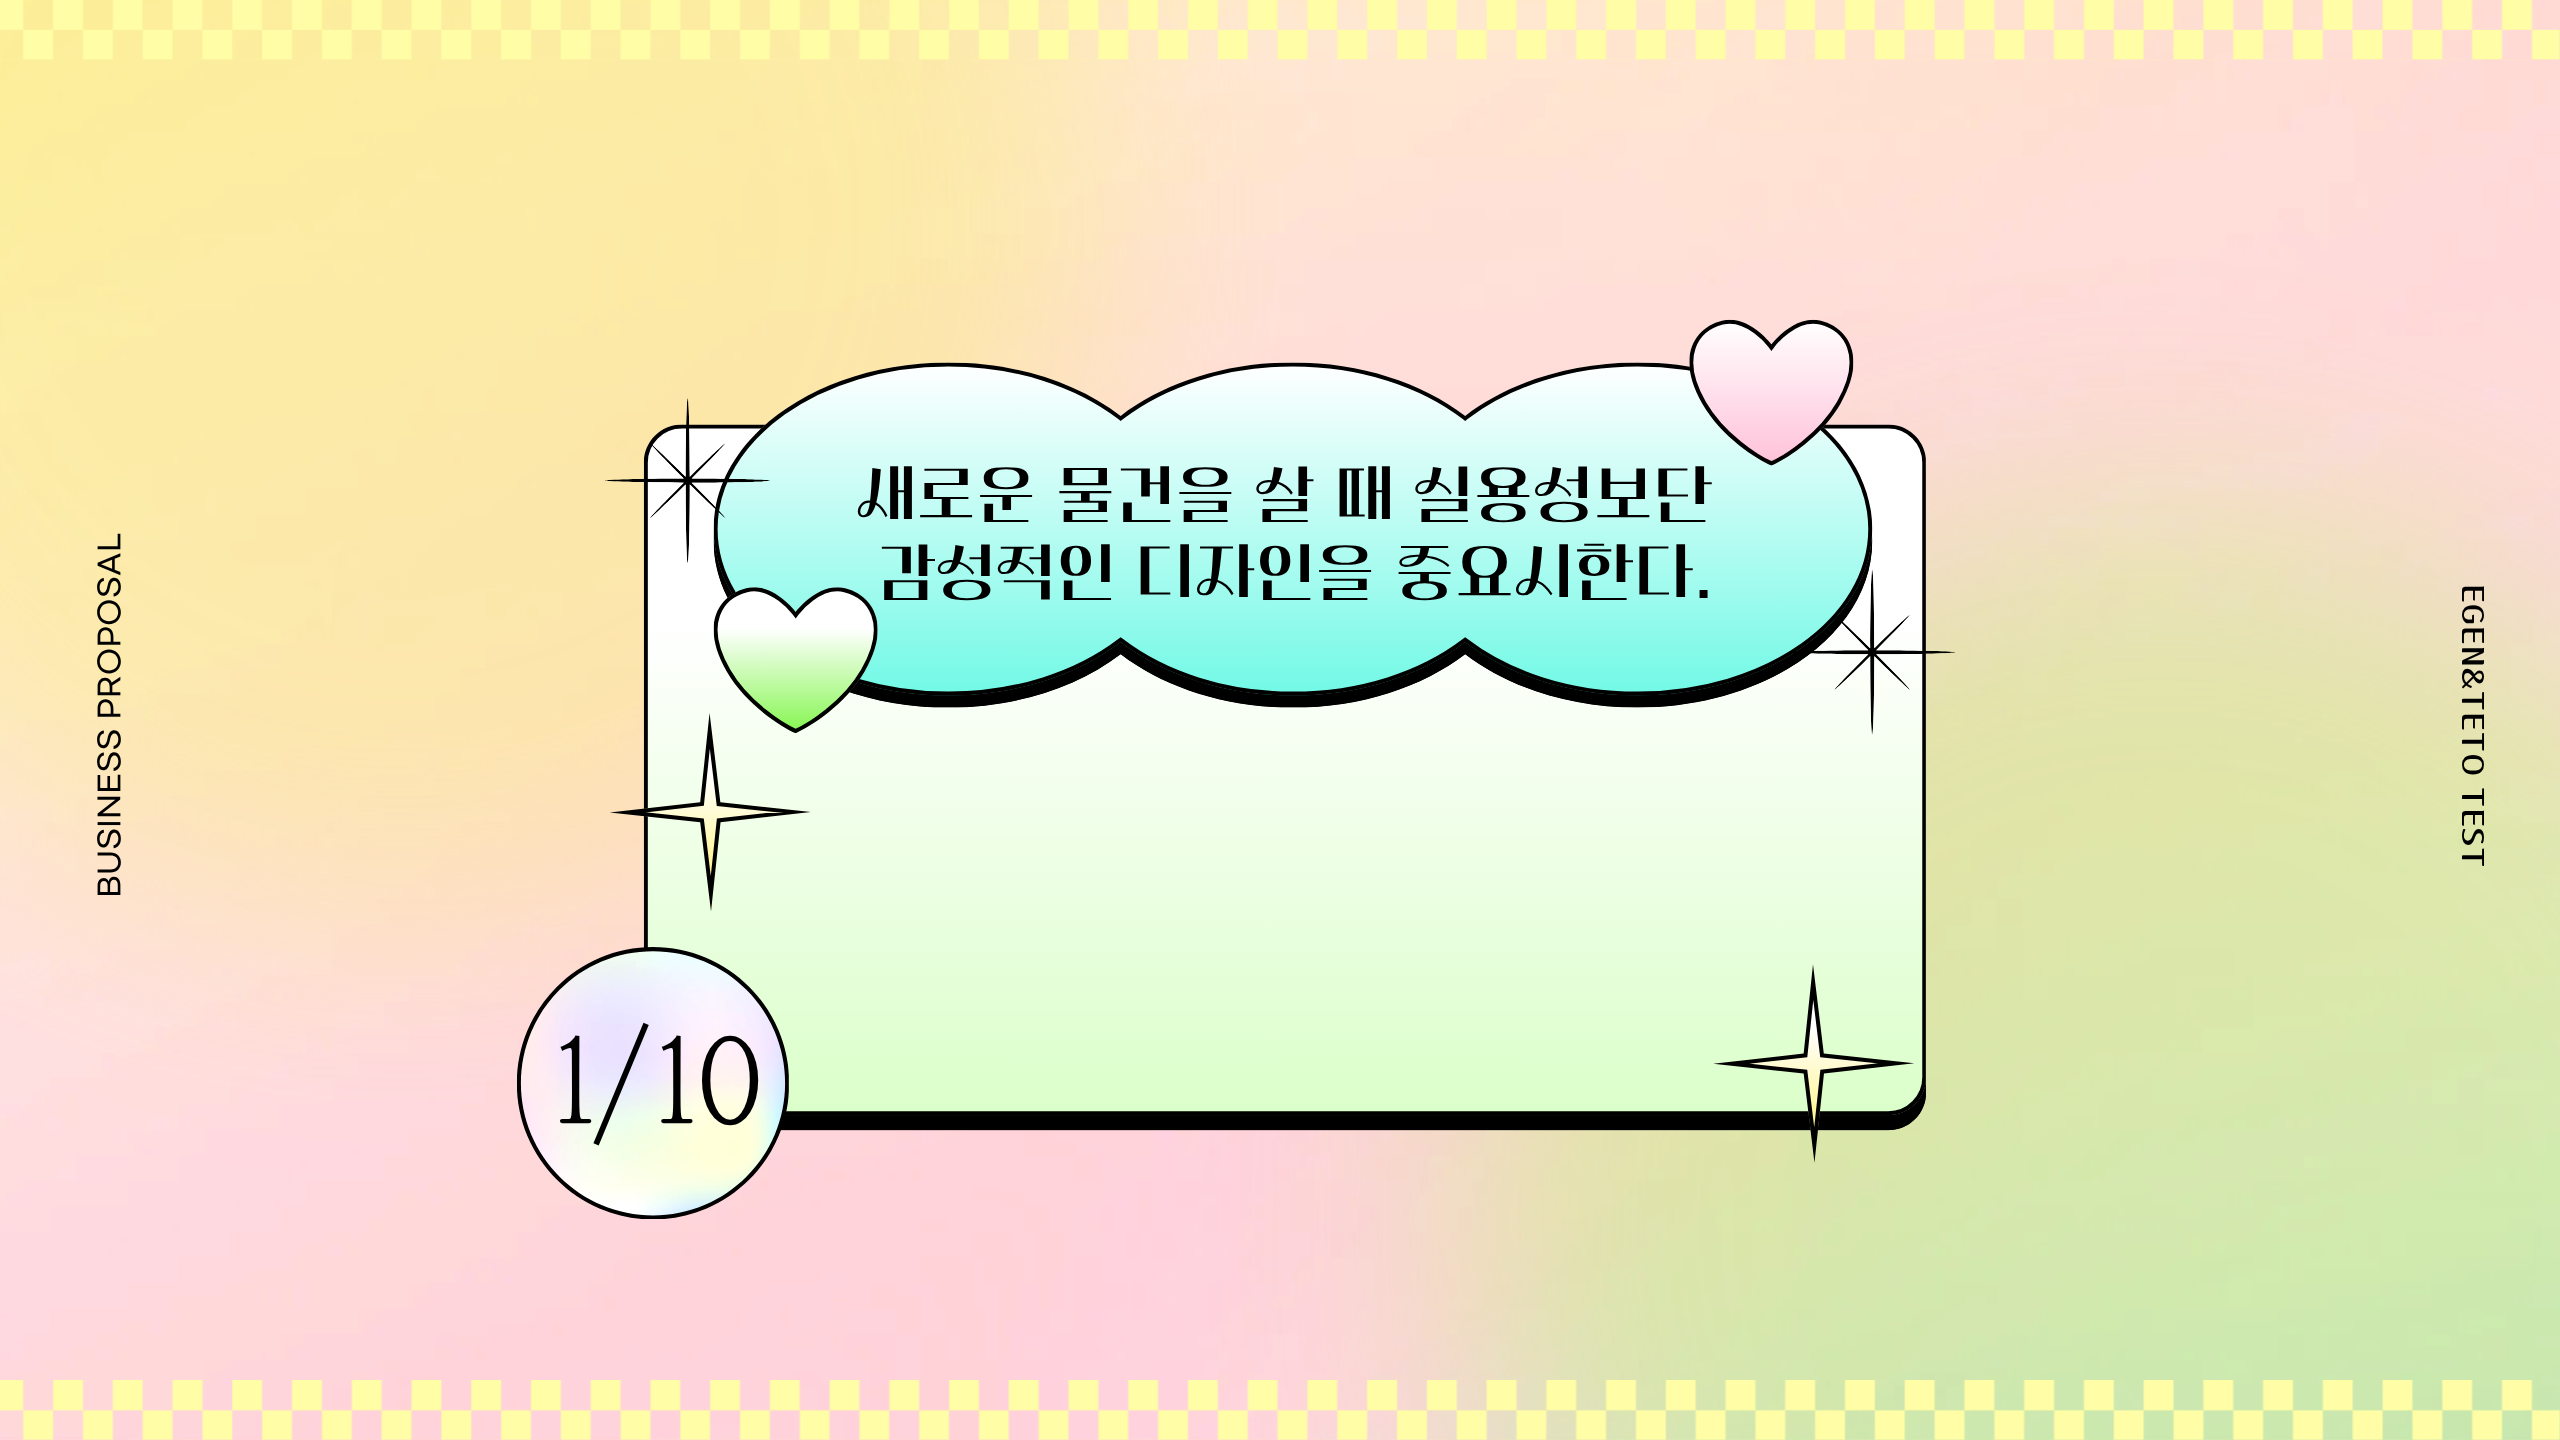 새로운 물건을 살 때 실용성보단
감성적인 디자인을 중요시한다.
BUSINESS PROPOSAL
EGEN&TETO TEST
1/10